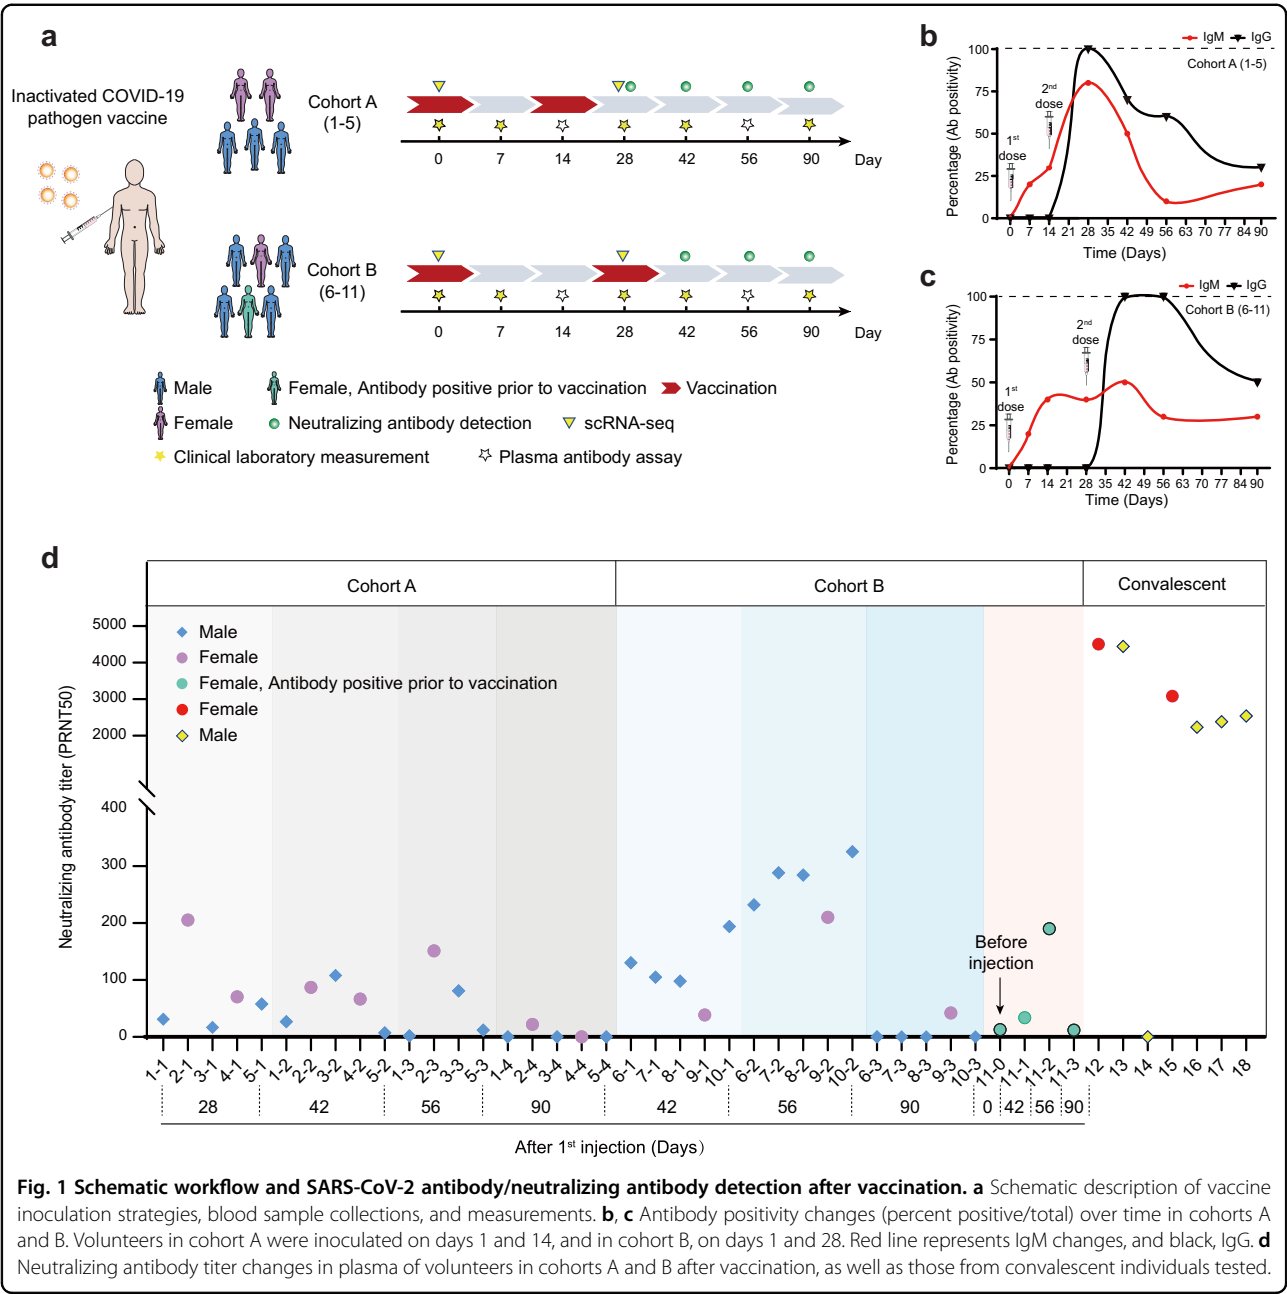 a
Inactivated COVID-19
pathogen vaccine
Cohort A
(1-5)
0 7 14 28 42 56 90 Day
Cohort B
(6-11)
0 7 14 28 42 56 90 Day
Male
Female, Antibody positive prior to vaccination
Vaccination
Female
Neutralizing antibody detection
scRNA-seq
Clinical laboratory measurement
Plasma antibody assay
b
IgM IgG
Cohort A (1-5)
Percentage (Ab positivity)
100
75
50
25
0
1st
dose
2nd
dose
0 7 14 21 28 35 42 49 56 63 70 77 84 90
Time (Days)
c
IgM IgG
Cohort B (6-11)
Percentage (Ab positivity)
100
75
50
25
0
1st
dose
2nd
dose
0 7 14 21 28 35 42 49 56 63 70 77 84 90
Time (Days)
d
Cohort A Cohort B Convalescent
Neutralizing antibody titer (PRNT50)
5000
4000
3000
2000
400
300
200
100
0
Male
Female
Female, Antibody positive prior to vaccination
Female
Male
Before
injection
1-1 2-1 3-1 4-1 5-1 1-2 2-2 3-2 4-2 5-2 1-3 2-3 3-3 5-3 1-4 2-4 3-4 4-4 5-4 6-1 7-1 8-1 9-1 10-1 6-2 7-2 8-2 9-2 10-2 6-3 7-3 8-3 9-3 10-3 11-0 11-1 11-2 11-3 12 13 14 15 16 17 18
28 42 56 90 42 56 90 0 42 56 90
After 1st injection (Days)
Fig. 1 Schematic workflow and SARS-CoV-2 antibody/neutralizing antibody detection after vaccination. a Schematic description of vaccine
inoculation strategies, blood sample collections, and measurements. b, c Antibody positivity changes (percent positive/total) over time in cohorts A
and B. Volunteers in cohort A were inoculated on days 1 and 14, and in cohort B, on days 1 and 28. Red line represents IgM changes, and black, IgG. d
Neutralizing antibody titer changes in plasma of volunteers in cohorts A and B after vaccination, as well as those from convalescent individuals tested.